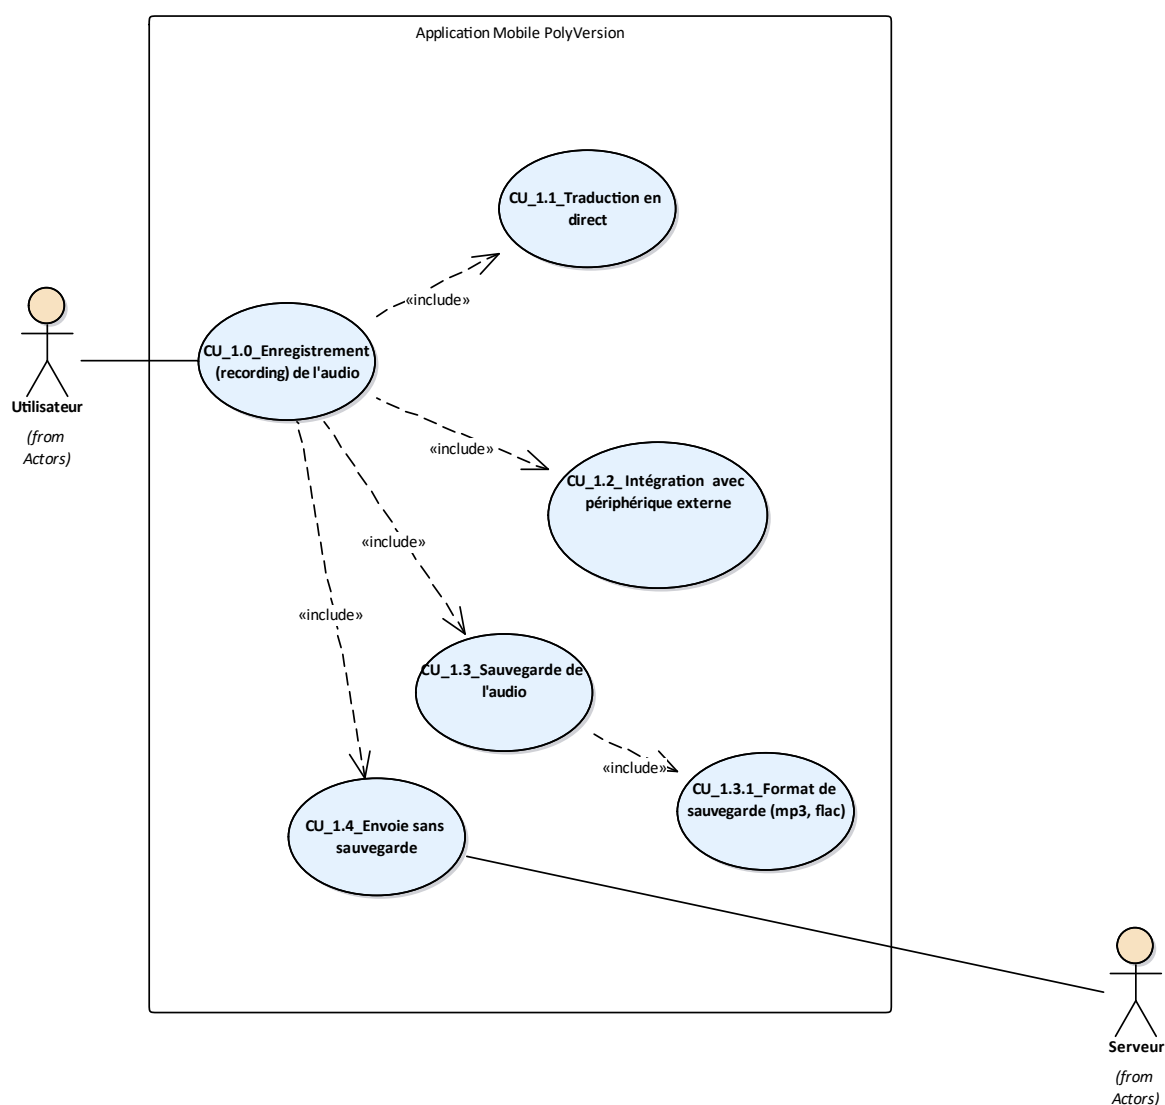 Application Mobile PolyVersion
CU_1.1_Traduction en
direct
«include»
CU_1.0_Enregistrement
(recording) de l'audio
Utilisateur
(from
Actors)
«include»
CU_1.2_ Intégration  avec
périphérique externe
«include»
«include»
CU_1.3_Sauvegarde de
l'audio
«include»
CU_1.3.1_Format de
sauvegarde (mp3, flac)
CU_1.4_Envoie sans
sauvegarde
Serveur
(from
Actors)